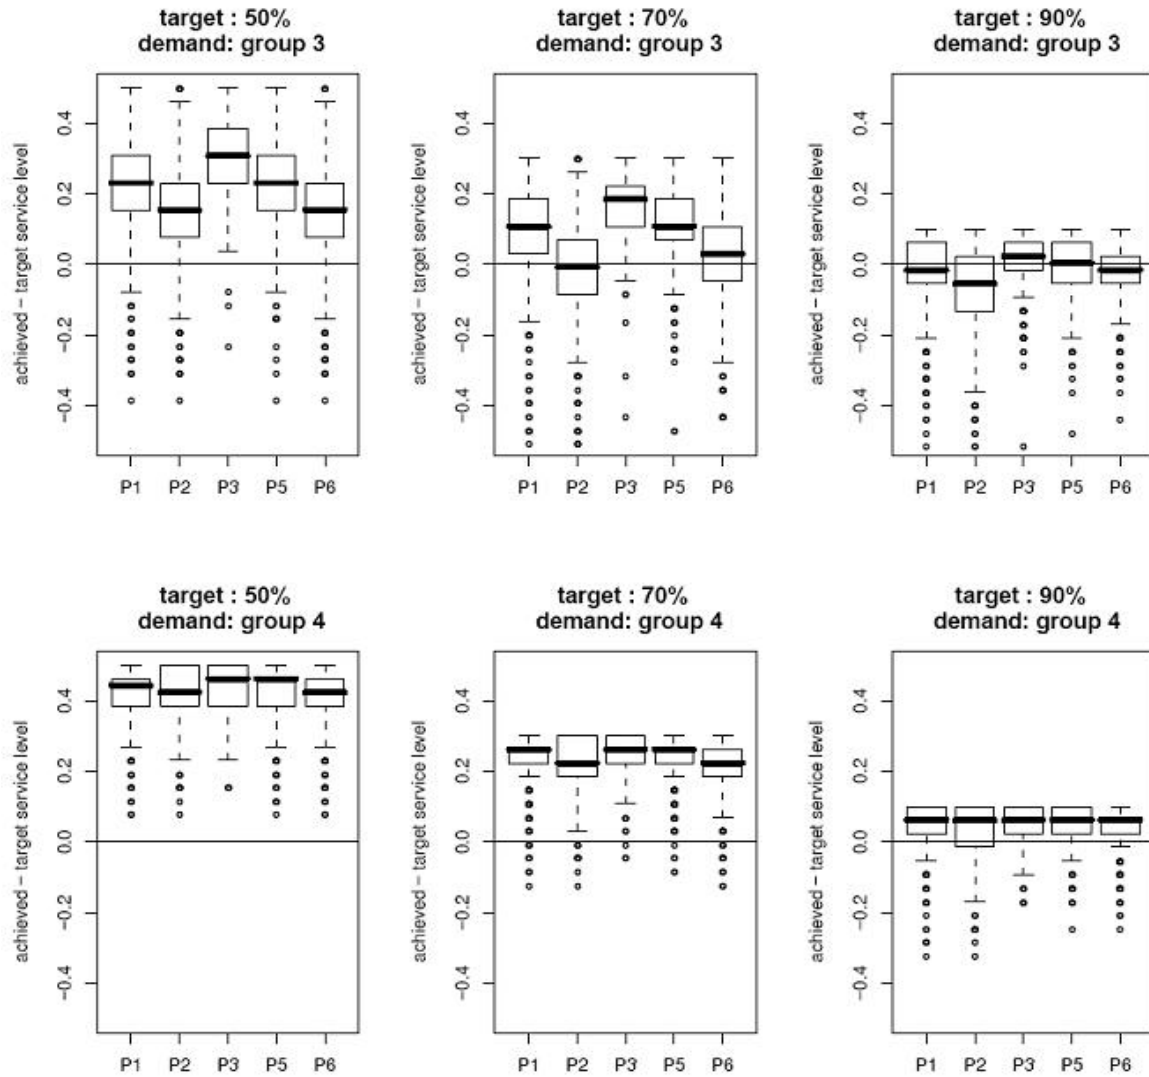 target : 50%
demand: group 3
target : 70%
demand: group 3
target : 90%
demand: group 3
achieved − target service level
0.4
0.2
0.0
−0.2
−0.4
P1 P2 P3 P5 P6
achieved − target service level
0.4
0.2
0.0
−0.2
−0.4
P1 P2 P3 P5 P6
achieved − target service level
0.4
0.2
0.0
−0.2
−0.4
P1 P2 P3 P5 P6
target : 50%
demand: group 4
target : 70%
demand: group 4
target : 90%
demand: group 4
achieved − target service level
0.4
0.2
0.0
−0.2
−0.4
P1 P2 P3 P5 P6
achieved − target service level
0.4
0.2
0.0
−0.2
−0.4
P1 P2 P3 P5 P6
achieved − target service level
0.4
0.2
0.0
−0.2
−0.4
P1 P2 P3 P5 P6